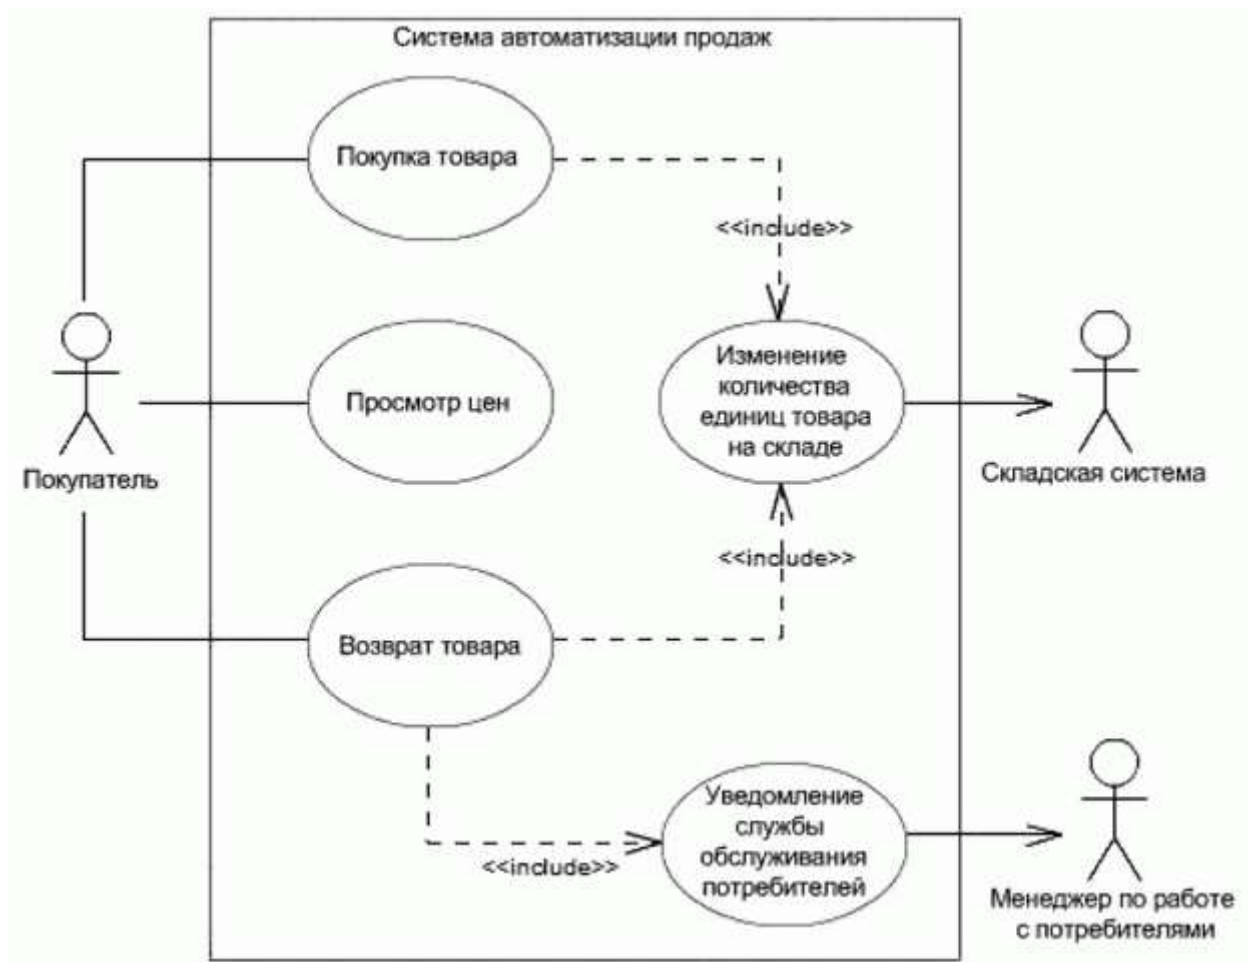 Система автоматизации продаж
Покупка товара
<<include>>
Изменение
количества
единиц товара
на складе
Просмотр цен
Складская система
Покупатель
<<include>>
Возврат товара
Уведомление
службы
обслуживания
потребителей
<<include>>
Менеджер по работе
с потребителями